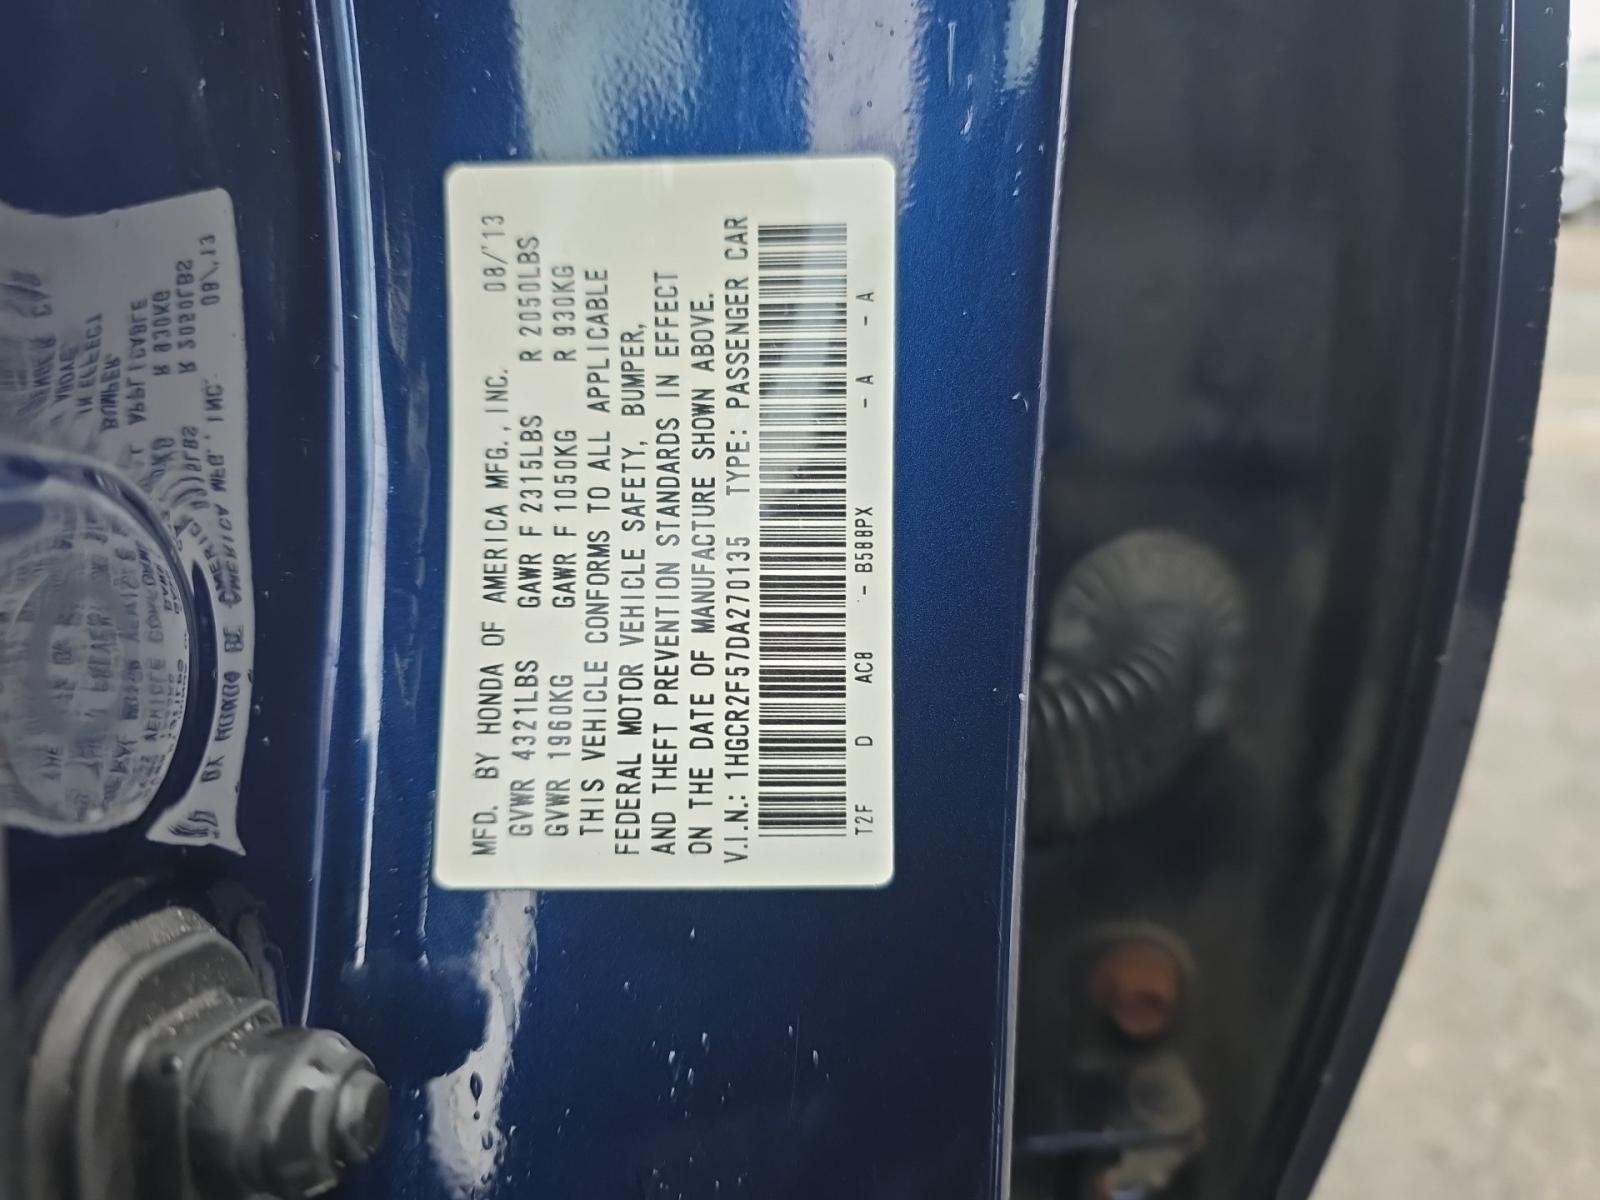 MFD. BY HONDA OF AMERICA MFG., INC. 08/'13
GVWR 4321LBS GAWR F 2315LBS R 2050LBS
GVWR 1960KG GAWR F 1050KG R 930KG
THIS VEHICLE CONFORMS TO ALL APPLICABLE
FEDERAL MOTOR VEHICLE SAFETY, BUMPER,
AND THEFT PREVENTION STANDARDS IN EFFECT
ON THE DATE OF MANUFACTURE SHOWN ABOVE.
V.I.N.: 1HGCR2F57DA270135 TYPE: PASSENGER CAR
T2F D AC8 - B588PX - A - A